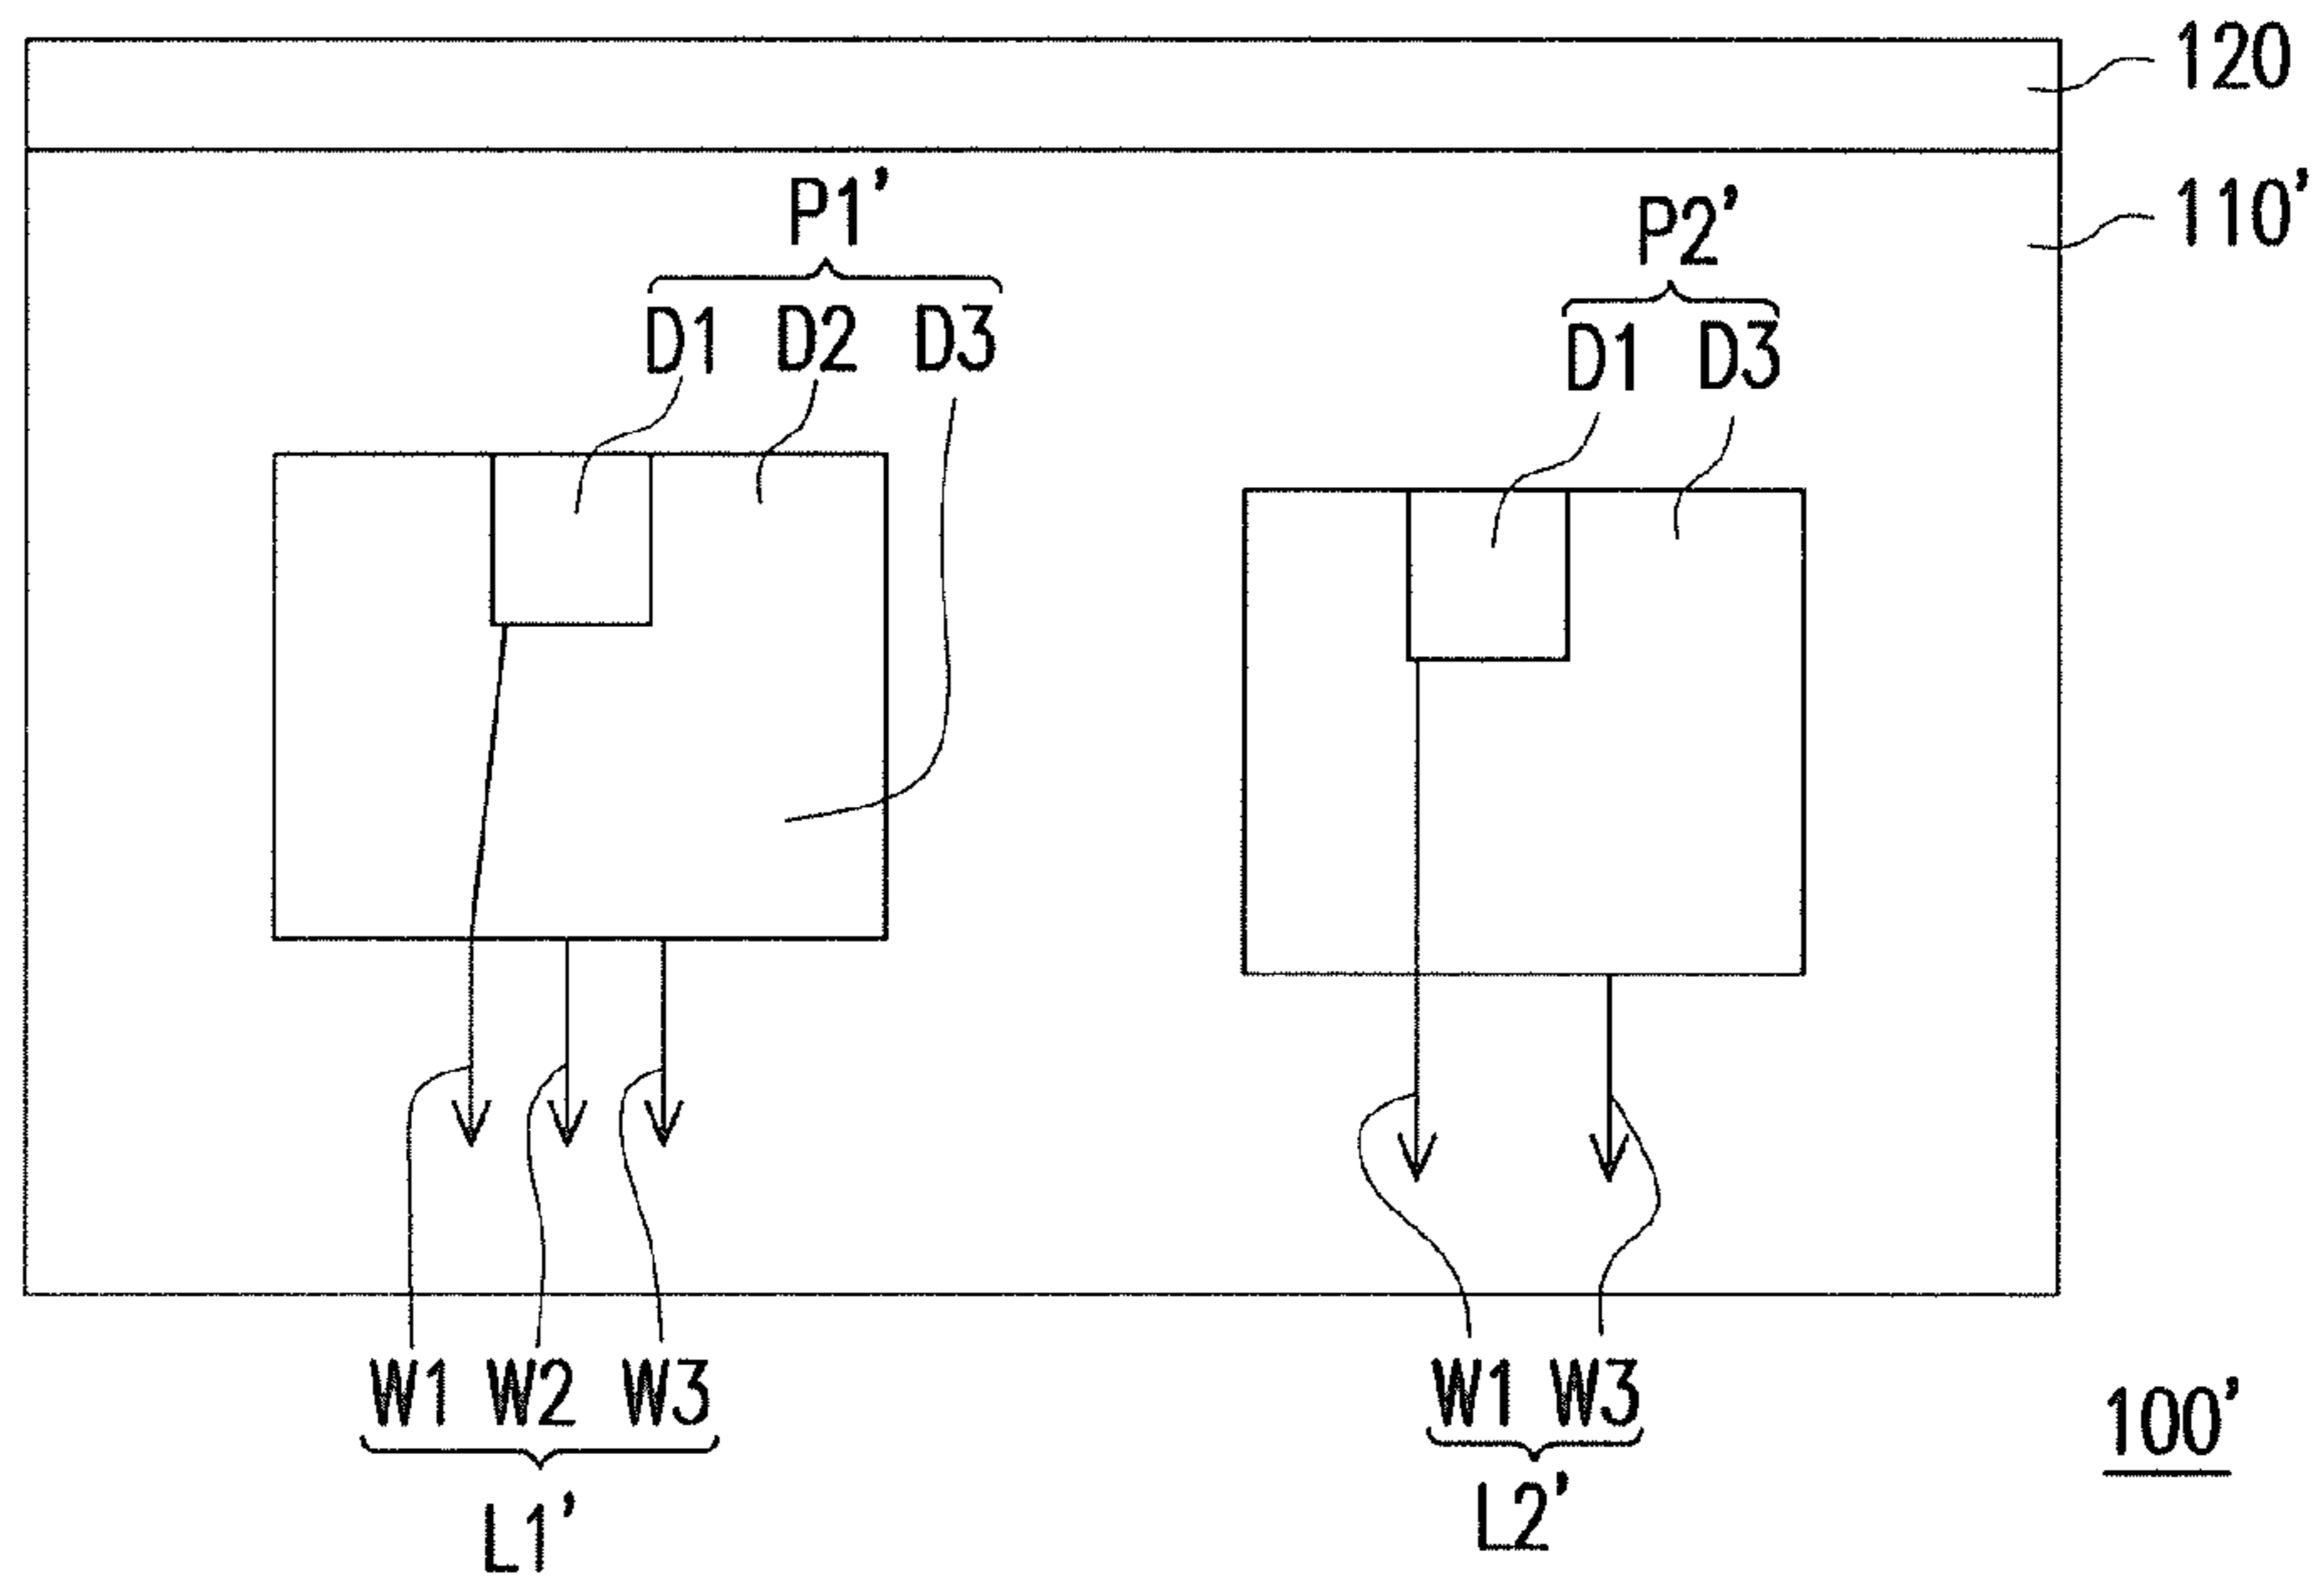 120
110'
P1'
D1 D2 D3
P2'
D1 D3
W1 W2 W3
L1'
W1 W3
L2'
100'